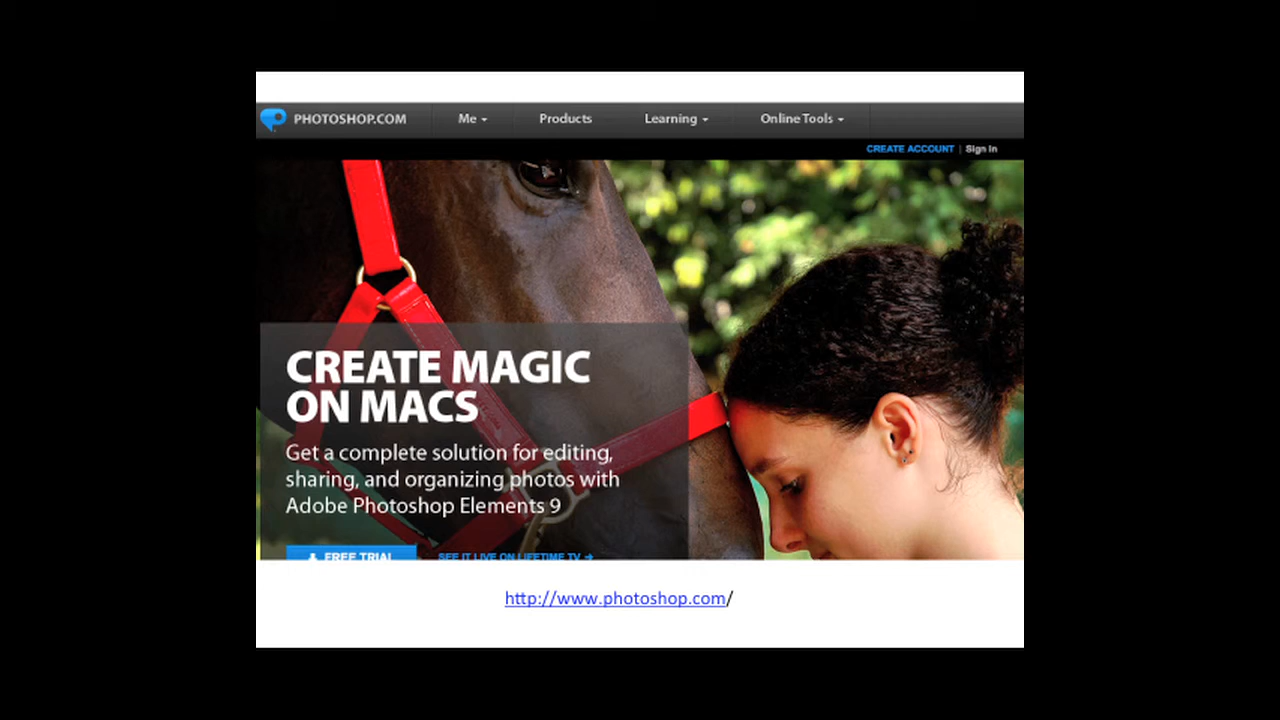 PHOTOSHOP.COM Me Products Learning Online Tools
CREATE ACCOUNT | Sign In
CREATE MAGIC
ON MACS
Get a complete solution for editing,
sharing, and organizing photos with
Adobe Photoshop Elements 9
FREE TRIAL SEE IT LIVE ON LIFETIME TV →
http://www.photoshop.com/